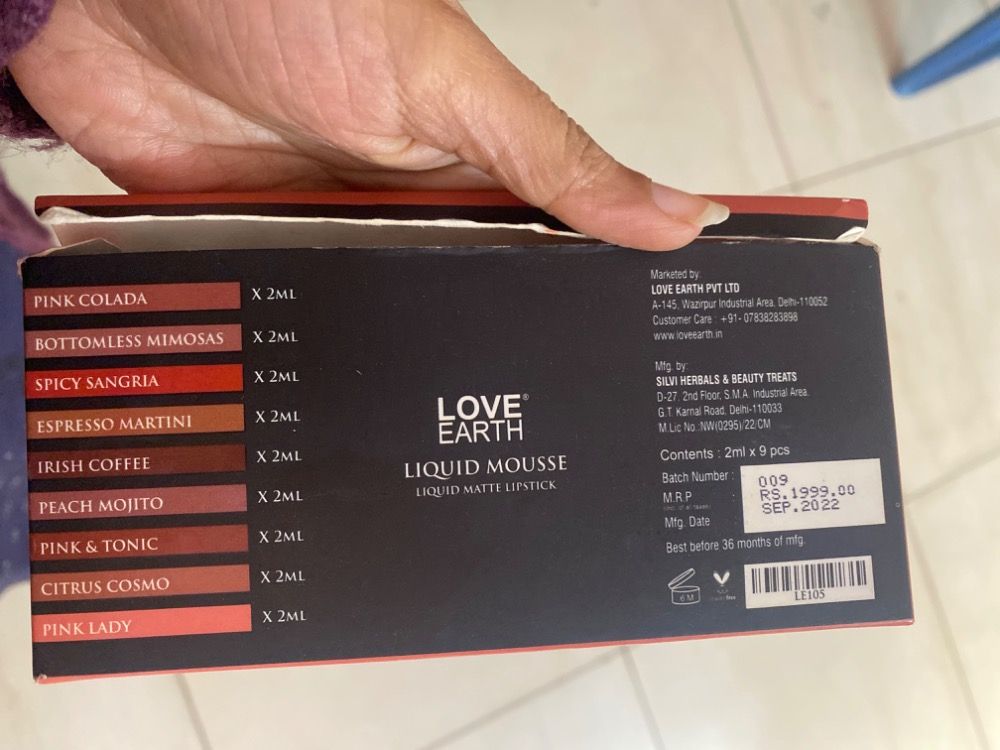 PINK COLADA X 2ML
BOTTOMLESS MIMOSAS X 2ML
SPICY SANGRIA X 2ML
ESPRESSO MARTINI X 2ML
IRISH COFFEE X 2ML
PEACH MOJITO X 2ML
PINK & TONIC X 2ML
CITRUS COSMO X 2ML
PINK LADY X 2ML
LOVE®
EARTH
LIQUID MOUSSE
LIQUID MATTE LIPSTICK
Marketed by:
LOVE EARTH PVT LTD
A-145, Wazirpur Industrial Area, Delhi-110052
Customer Care : +91- 07838283898
www.loveearth.in
Mfg. by:
SILVI HERBALS & BEAUTY TREATS
D-27, 2nd Floor, S.M.A. Industrial Area,
G.T. Karnal Road, Delhi-110033
M.Lic No.:NW(0295)/22/CM
Contents : 2ml x 9 pcs
Batch Number : 009
M.R.P RS.1999.00
Mfg. Date SEP.2022
Best before 36 months of mfg.
6 M
LE105